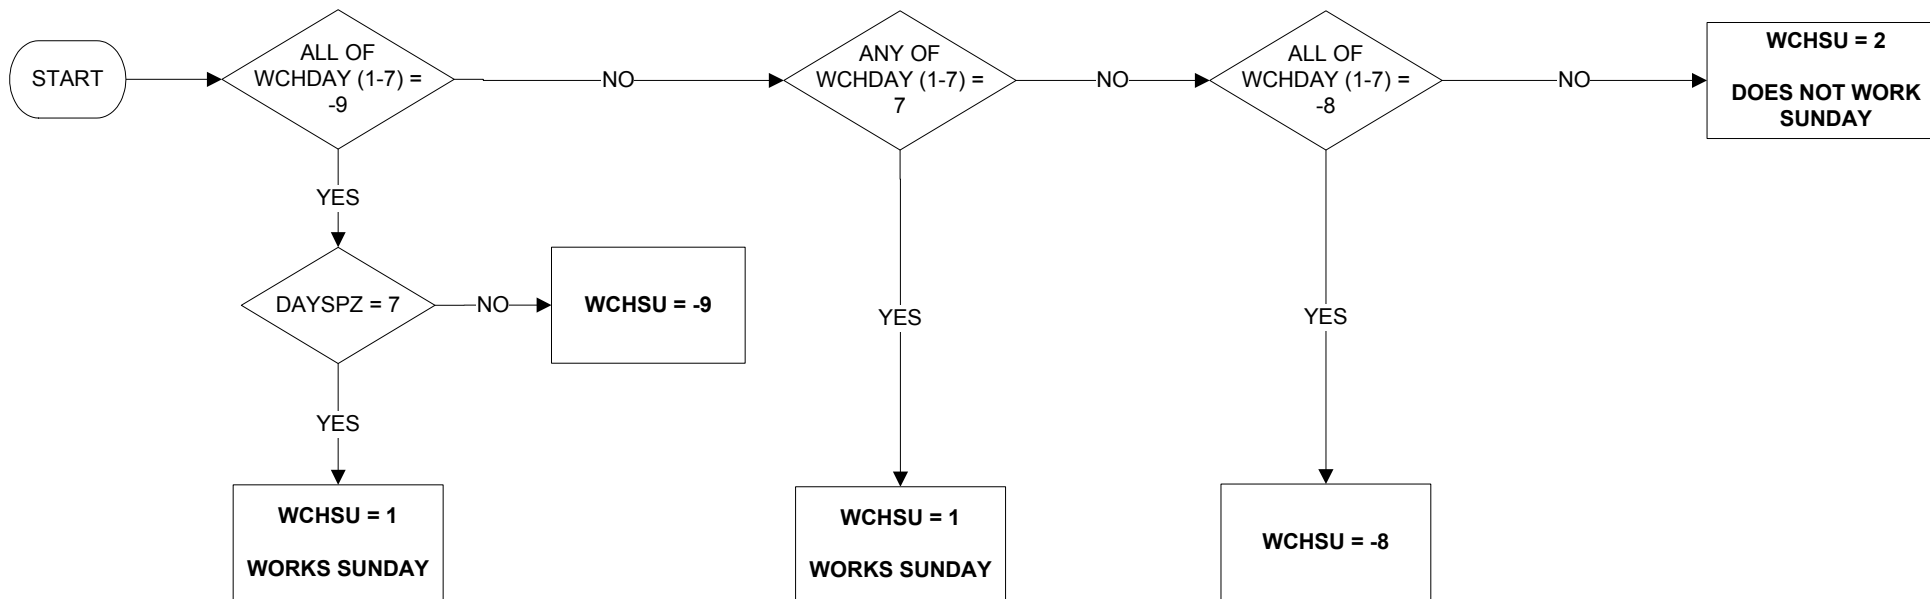 START
ALL OF
WCHDAY (1-7) =
-9
NO
ANY OF
WCHDAY (1-7) =
7
NO
ALL OF
WCHDAY (1-7) =
-8
NO
WCHSU = 2
DOES NOT WORK
SUNDAY
YES
DAYSPZ = 7
NO
WCHSU = -9
YES
YES
YES
WCHSU = 1
WORKS SUNDAY
WCHSU = 1
WORKS SUNDAY
WCHSU = -8